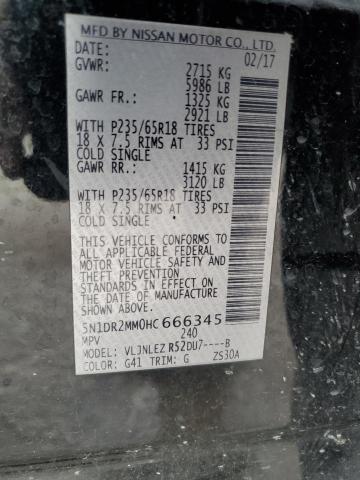 MFD BY NISSAN MOTOR CO., LTD.
DATE: 02/17
GVWR: 2715 KG
5986 LB
GAWR FR.: 1325 KG
2921 LB
WITH P235/65R18 TIRES
18 X 7.5 RIMS AT 33 PSI
COLD SINGLE
GAWR RR.: 1415 KG
3120 LB
WITH P235/65R18 TIRES
18 X 7.5 RIMS AT 33 PSI
COLD SINGLE
THIS VEHICLE CONFORMS TO
ALL APPLICABLE FEDERAL
MOTOR VEHICLE SAFETY AND
THEFT PREVENTION
STANDARDS IN EFFECT ON
THE DATE OF MANUFACTURE
SHOWN ABOVE.
5N1DR2MM0HC666345
MPV 240
MODEL: VLJNLEZ R52DU7----B
COLOR: G41 TRIM: G ZS30A